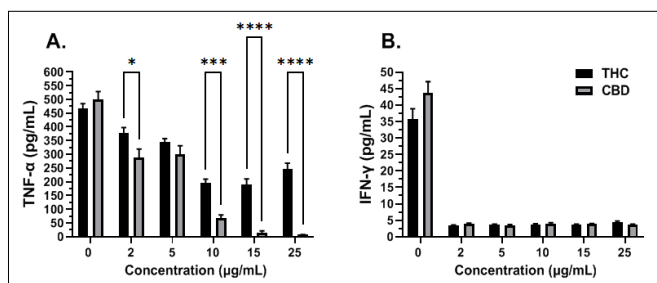 A.
* *** **** ****
TNF-α (pg/mL)
600
550
500
450
400
350
300
250
200
150
100
50
0
0 2 5 10 15 25
Concentration (µg/mL)
B.
THC
CBD
IFN-γ (pg/mL)
50
45
40
35
30
25
20
15
10
5
0
0 2 5 10 15 25
Concentration (µg/mL)